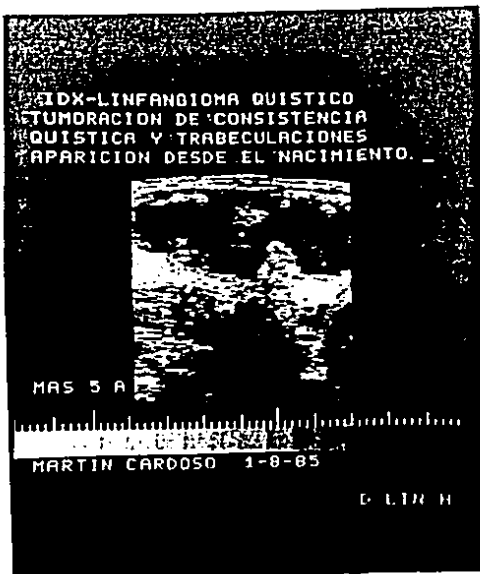 IDX-LINFANGIOMA QUISTICO
TUMORACION DE CONSISTENCIA
QUISTICA Y TRABECULACIONES
APARICION DESDE EL NACIMIENTO._
MAS 5 A
MARTIN CARDOSO 1-8-85
D LIN H